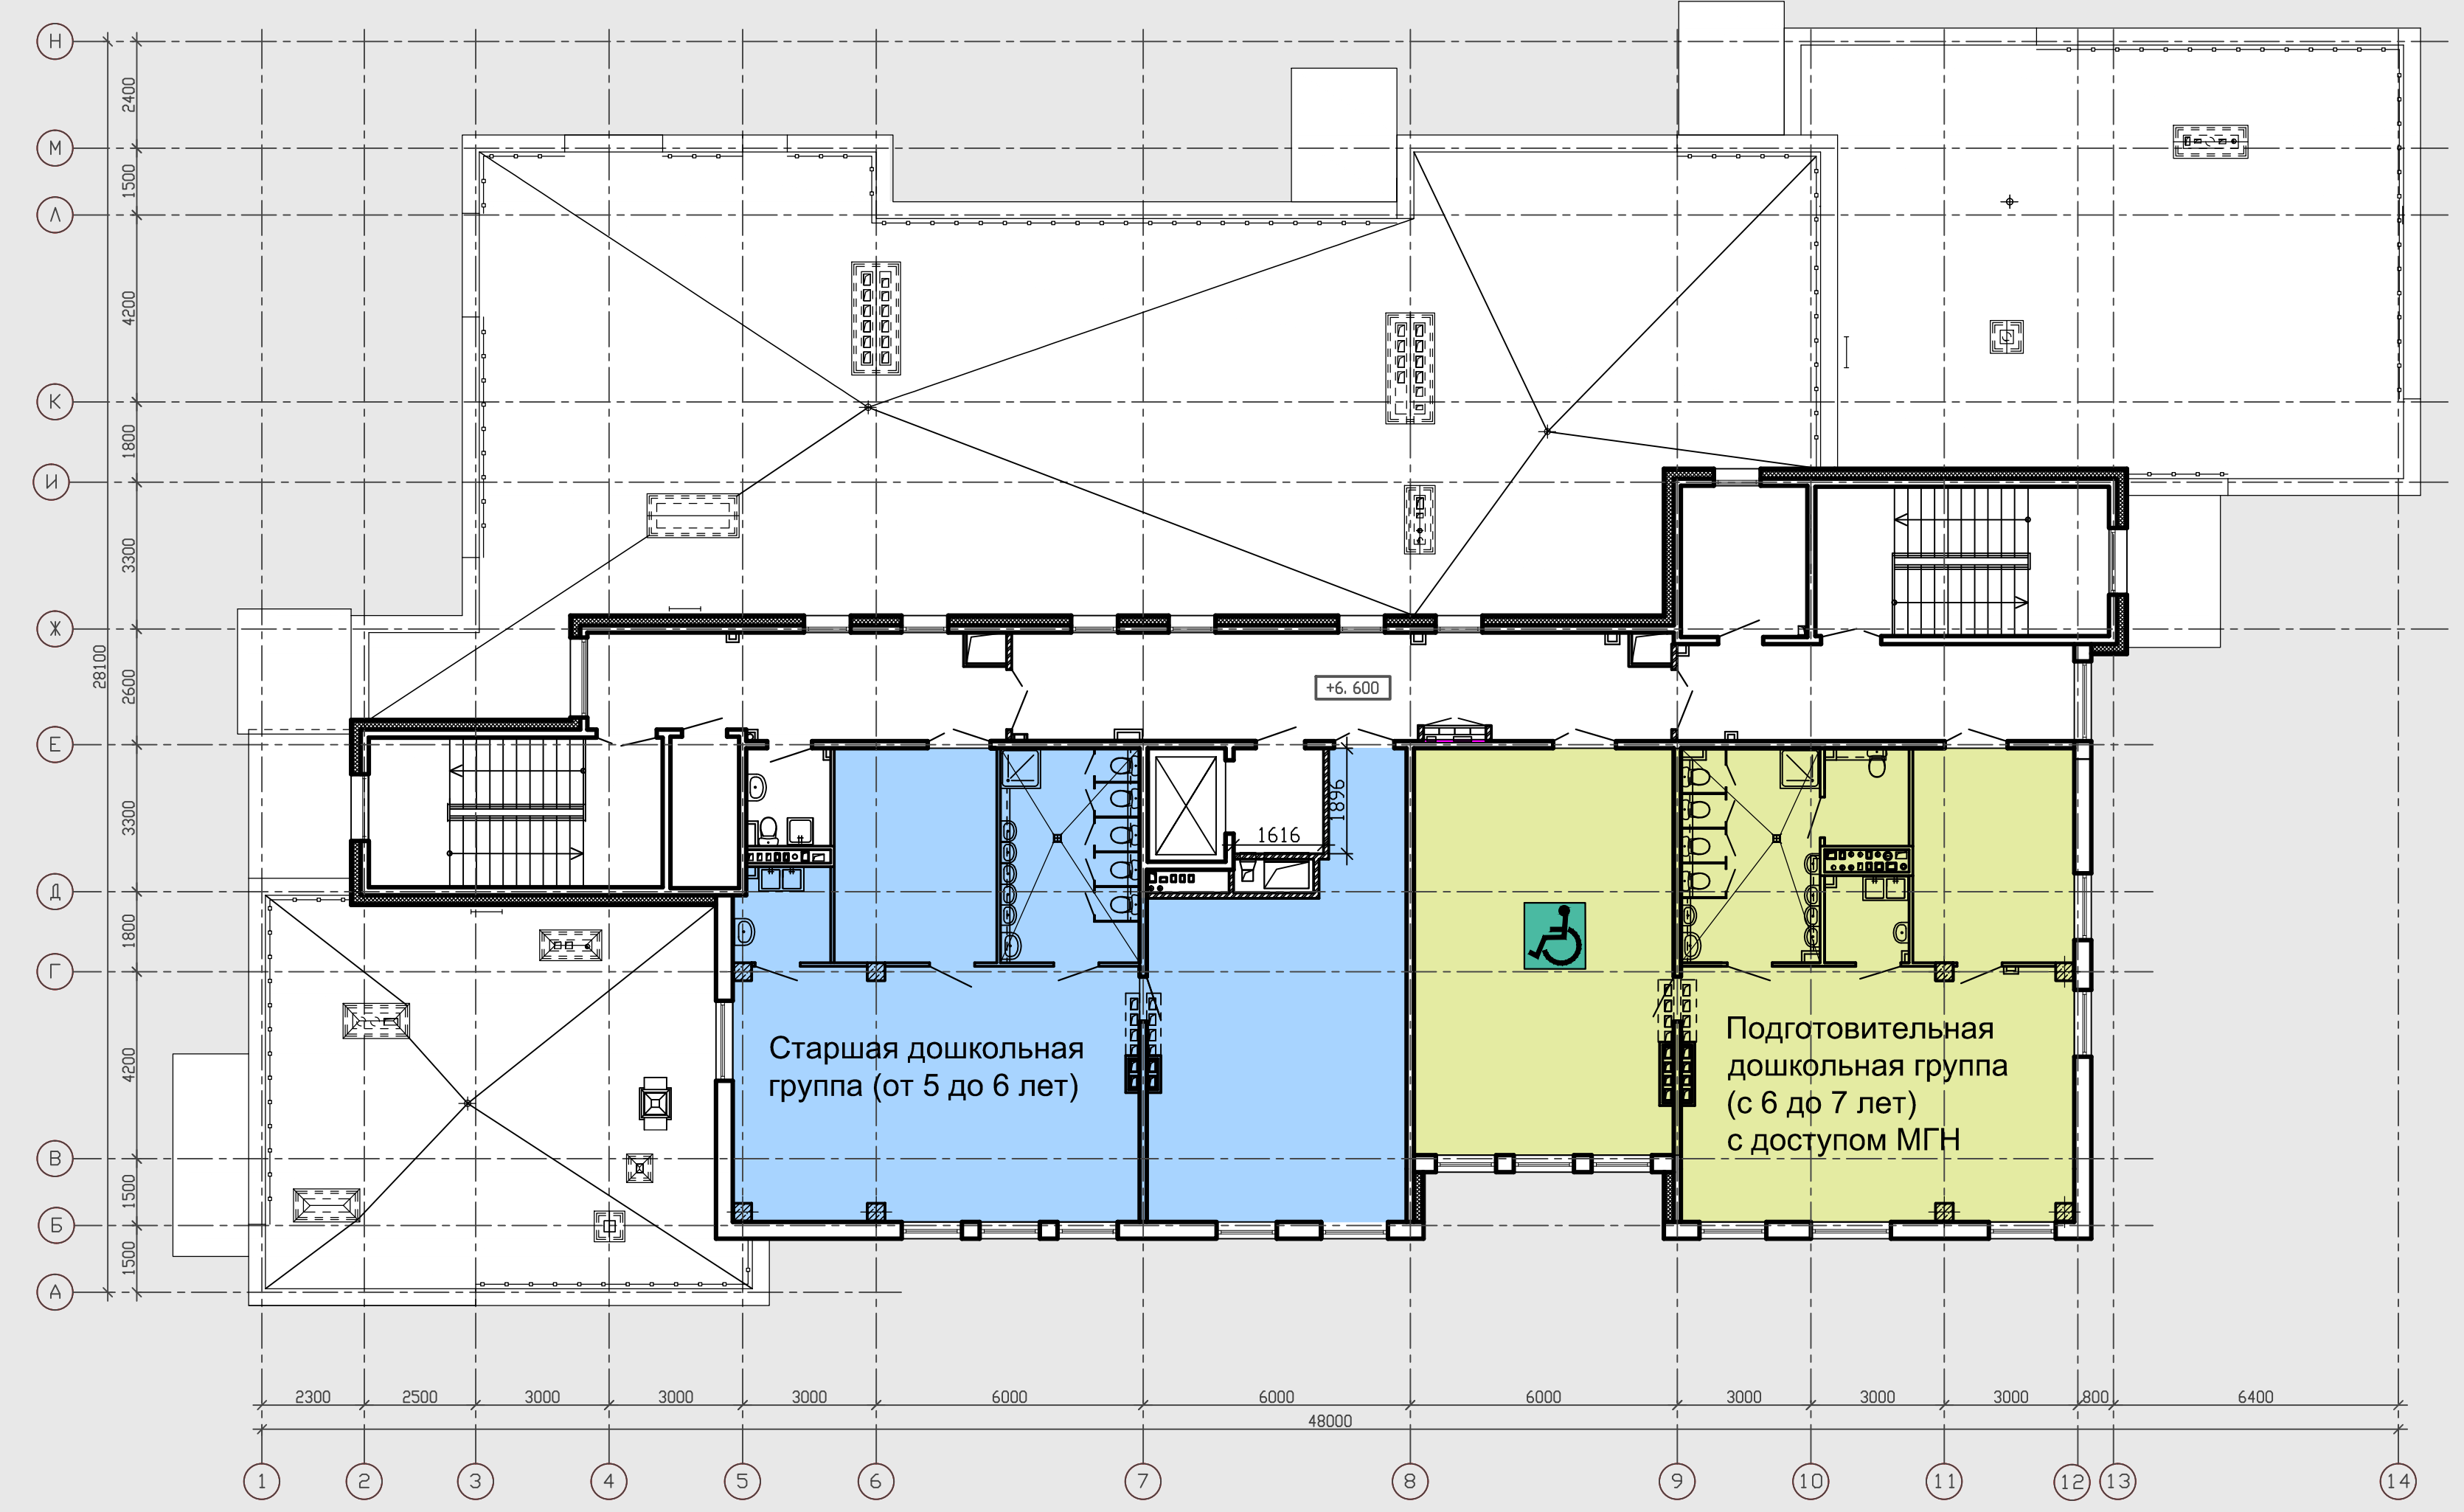 Н
2400
М
1500
Л
4200
К
1800
И
3300
Ж
28100
2600
+6. 600
Е
3300
1896
1616
Д
1800
Г
4200
Старшая дошкольная
группа (от 5 до 6 лет)
Подготовительная
дошкольная группа
(с 6 до 7 лет)
с доступом МГН
В
1500
Б
1500
А
2300 2500 3000 3000 3000 6000 6000 6000 3000 3000 3000 800 6400
48000
1 2 3 4 5 6 7 8 9 10 11 12 13 14